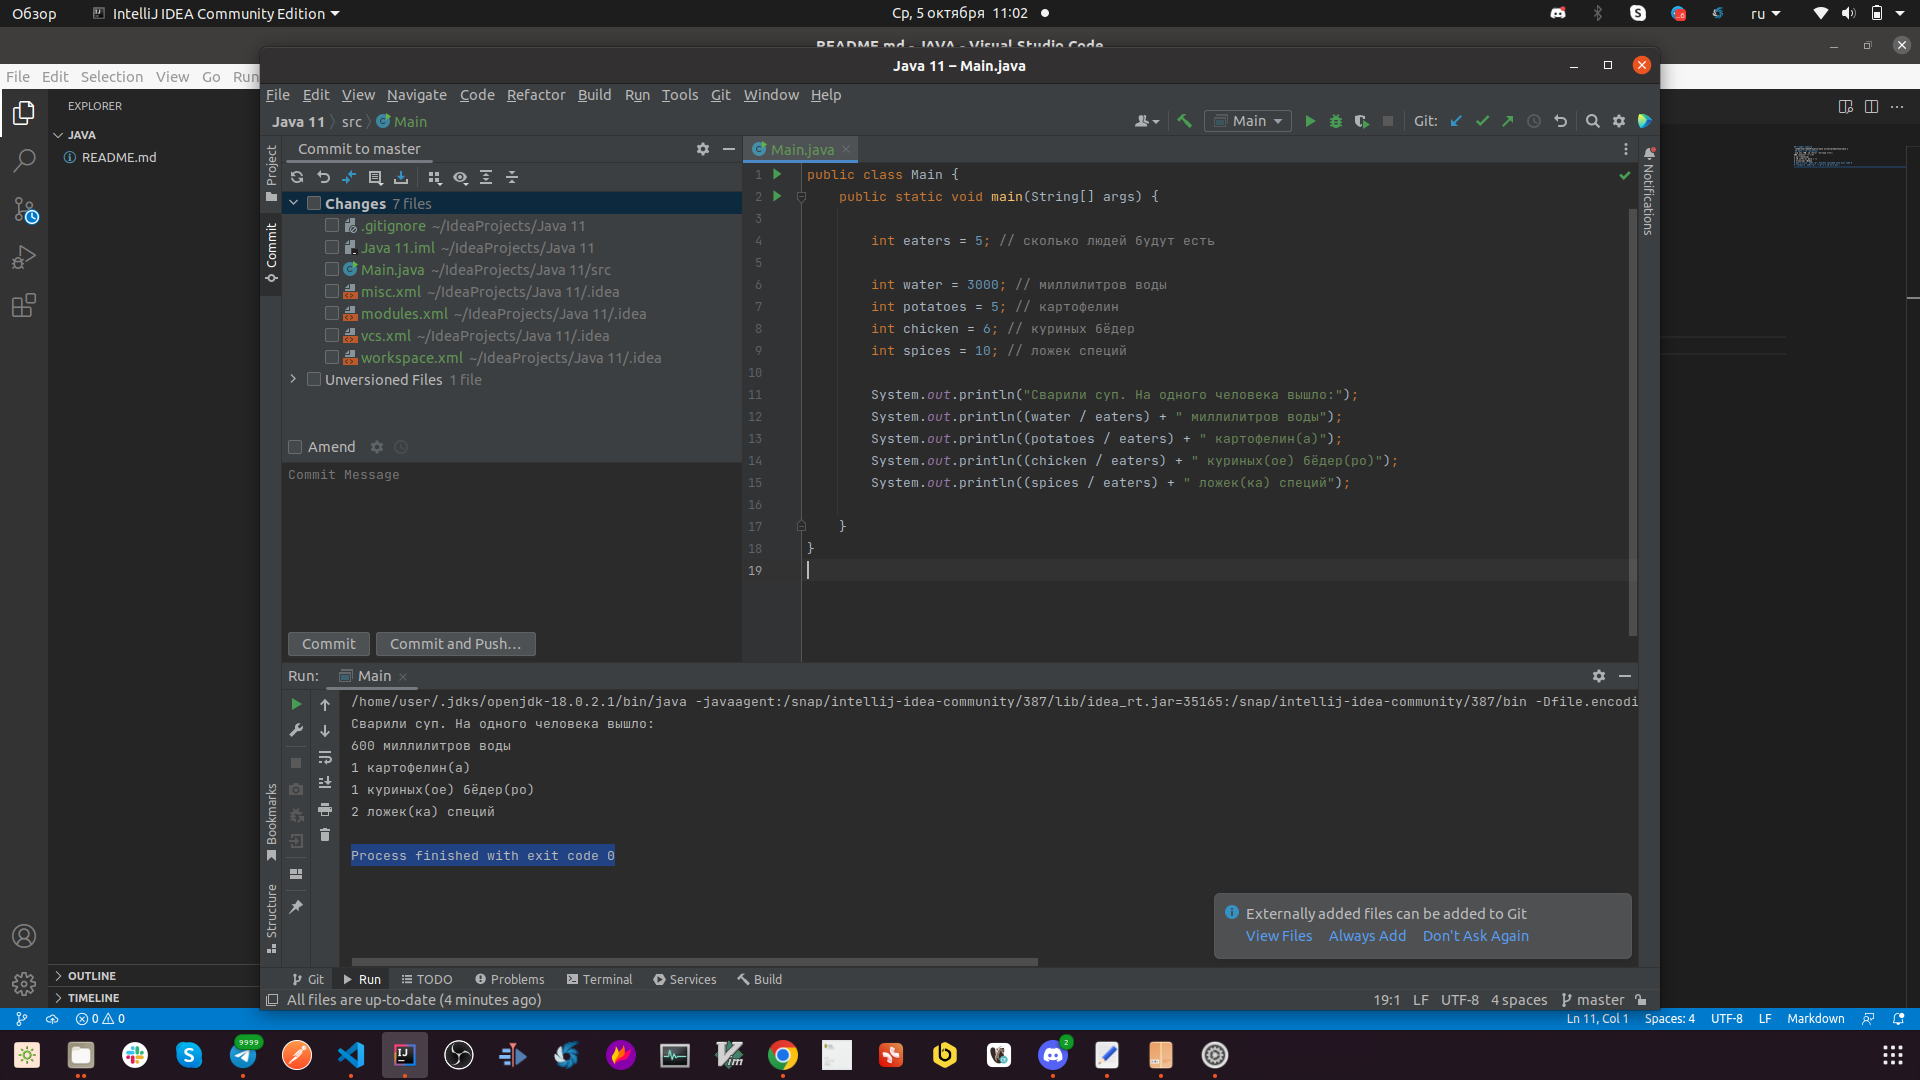 Обзор
IntelliJ IDEA Community Edition
Ср, 5 октября 11:02
ru
README.md - JAVA - Visual Studio Code
File Edit Selection View Go Run
EXPLORER
JAVA
README.md
OUTLINE
TIMELINE
Java 11 – Main.java
File Edit View Navigate Code Refactor Build Run Tools Git Window Help
Java 11 src Main
Main
Git:
Project
Commit
Bookmarks
Structure
Notifications
Commit to master
Changes 7 files
.gitignore ~/IdeaProjects/Java 11
Java 11.iml ~/IdeaProjects/Java 11
Main.java ~/IdeaProjects/Java 11/src
misc.xml ~/IdeaProjects/Java 11/.idea
modules.xml ~/IdeaProjects/Java 11/.idea
vcs.xml ~/IdeaProjects/Java 11/.idea
workspace.xml ~/IdeaProjects/Java 11/.idea
Unversioned Files 1 file
Amend
Commit Message
Commit
Commit and Push...
Main.java
1 public class Main {
2 public static void main(String[] args) {
3
4 int eaters = 5; // сколько людей будут есть
5
6 int water = 3000; // миллилитров воды
7 int potatoes = 5; // картофелин
8 int chicken = 6; // куриных бёдер
9 int spices = 10; // ложек специй
10
11 System.out.println("Сварили суп. На одного человека вышло:");
12 System.out.println((water / eaters) + " миллилитров воды");
13 System.out.println((potatoes / eaters) + " картофелин(а)");
14 System.out.println((chicken / eaters) + " куриных(ое) бёдер(ро)");
15 System.out.println((spices / eaters) + " ложек(ка) специй");
16
17 }
18 }
19
Run: Main
/home/user/.jdks/openjdk-18.0.2.1/bin/java -javaagent:/snap/intellij-idea-community/387/lib/idea_rt.jar=35165:/snap/intellij-idea-community/387/bin -Dfile.encodi
Сварили суп. На одного человека вышло:
600 миллилитров воды
1 картофелин(а)
1 куриных(ое) бёдер(ро)
2 ложек(ка) специй
Process finished with exit code 0
Externally added files can be added to Git
View Files Always Add Don't Ask Again
Git Run TODO Problems Terminal Services Build
All files are up-to-date (4 minutes ago)
19:1 LF UTF-8 4 spaces master
0 0
Ln 11, Col 1 Spaces: 4 UTF-8 LF Markdown
9999
2